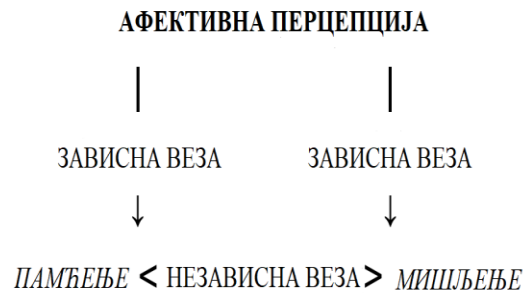 АФЕКТИВНА ПЕРЦЕПЦИЈА
ЗАВИСНА ВЕЗА ЗАВИСНА ВЕЗА
ПАМЋЕЊЕ < НЕЗАВИСНА ВЕЗА > МИШЉЕЊЕ